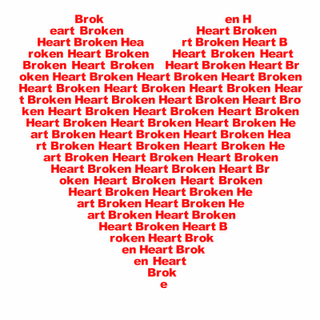 Brok en H
eart Broken Heart Broken
Heart Broken Hea rt Broken Heart B
roken Heart Broken Heart Broken Heart
Broken Heart Broken Heart Broken Heart Br
oken Heart Broken Heart Broken Heart Broken
Heart Broken Heart Broken Heart Broken Hear
t Broken Heart Broken Heart Broken Heart Bro
ken Heart Broken Heart Broken Heart Broken
Heart Broken Heart Broken Heart Broken He
art Broken Heart Broken Heart Broken Hea
rt Broken Heart Broken Heart Broken He
art Broken Heart Broken Heart Broken
Heart Broken Heart Broken Heart Br
oken Heart Broken Heart Broken
Heart Broken Heart Broken He
art Broken Heart Broken He
art Broken Heart Broken
Heart Broken Heart B
roken Heart Brok
en Heart Brok
en Heart
Brok
e